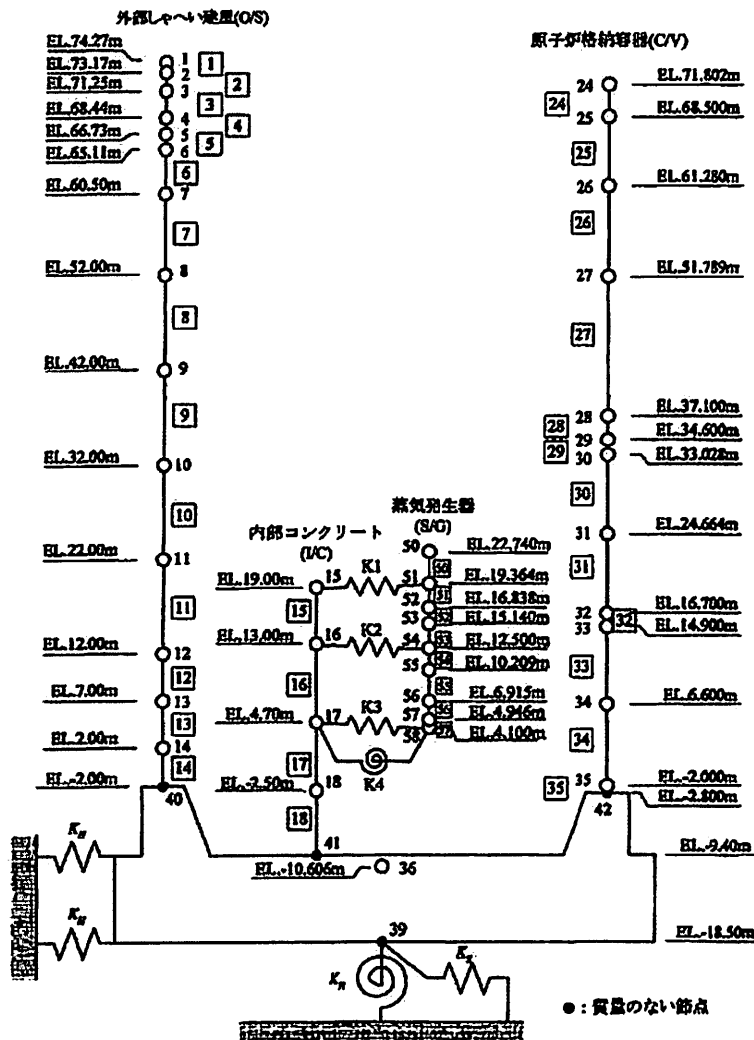 外部しゃへい建屋(O/S)
原子炉格納容器(C/V)
EL.74.27m
EL.73.17m
EL.71.25m
EL.68.44m
EL.66.73m
EL.65.11m
EL.60.50m
EL.52.00m
EL.42.00m
EL.32.00m
EL.22.00m
EL.12.00m
EL.7.00m
EL.2.00m
EL.-2.00m
1
2
3
4
5
6
7
8
9
10
11
12
13
14
40
1
2
3
4
5
6
7
8
9
10
11
12
13
14
内部コンクリート
(I/C)
EL.19.00m
EL.13.00m
EL.4.70m
EL.-2.50m
15
16
17
18
41
15
16
17
18
K1
K2
K3
K4
蒸気発生器
(S/G)
50
51
52
53
54
55
56
57
58
50
51
52
53
54
55
56
57
EL.22.740m
EL.19.364m
EL.16.838m
EL.15.140m
EL.12.500m
EL.10.209m
EL.6.915m
EL.4.946m
EL.4.100m
24
25
26
27
28
29
30
31
32
33
34
35
42
24
25
26
27
28
29
30
31
32
33
34
35
EL.71.802m
EL.68.500m
EL.61.280m
EL.51.789m
EL.37.100m
EL.34.600m
EL.33.028m
EL.24.664m
EL.16.700m
EL.14.900m
EL.6.600m
EL.-2.000m
EL.-2.800m
EL.-9.40m
EL.-18.50m
EL.-10.606m
36
39
K_H
K_H
K_R
●：質量のない節点